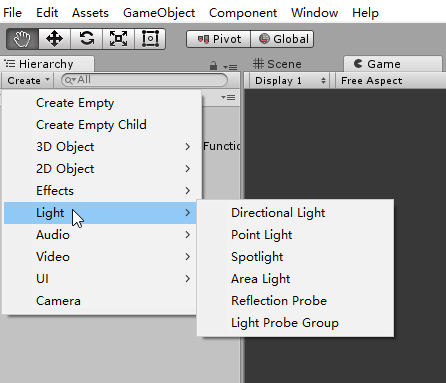 File Edit Assets GameObject Component Window Help
Pivot Global
Hierarchy Scene Game
Create All Display 1 Free Aspect
Create Empty
Create Empty Child
3D Object
2D Object
Effects
Light
Audio
Video
UI
Camera
Functio
Directional Light
Point Light
Spotlight
Area Light
Reflection Probe
Light Probe Group